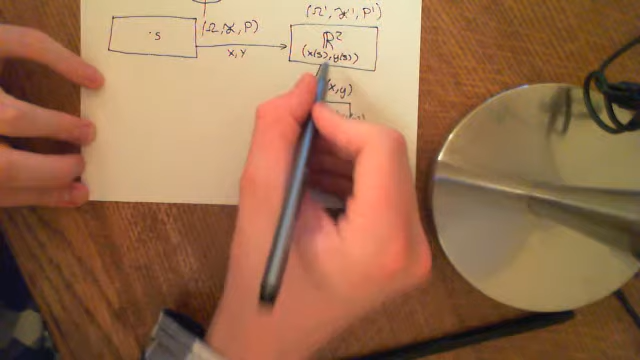 (Ω, 𝒳, P)
(Ω', 𝒳', P')
·s
x, y
ℝ²
(x(s), y(s))
(x,y)